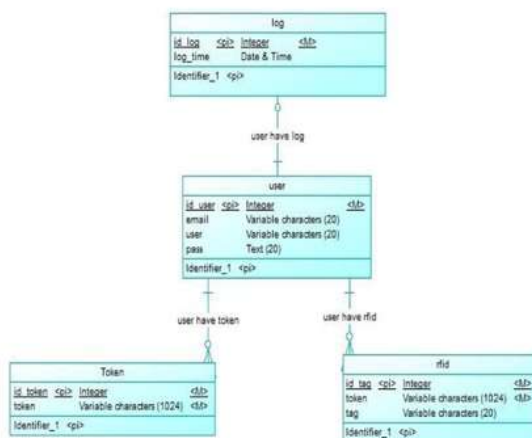 log
id_log <pi> Integer <M>
log_time Date & Time
Identifier_1 <pi>
user have log
user
id_user <pi> Integer <M>
email Variable characters (20)
user Variable characters (20)
pass Text (20)
Identifier_1 <pi>
user have token
user have rfid
Token
id_token <pi> Integer <M>
token Variable characters (1024) <M>
Identifier_1 <pi>
rfid
id_tag <pi> Integer <M>
token Variable characters (1024) <M>
tag Variable characters (20)
Identifier_1 <pi>